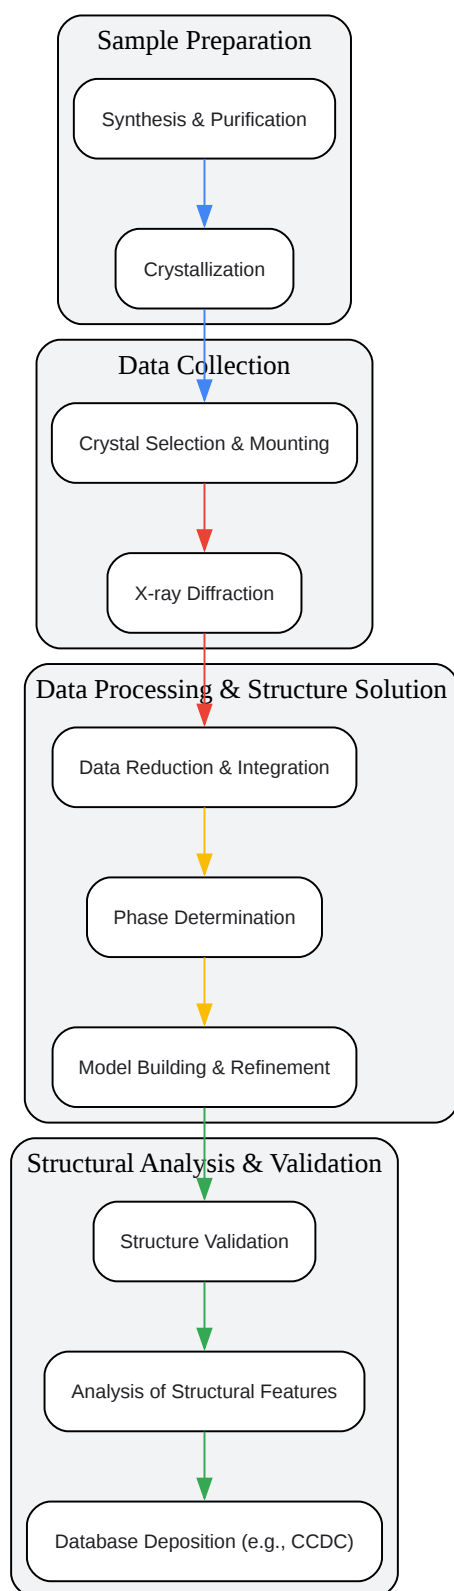 Sample Preparation
Synthesis & Purification
Crystallization
Data Collection
Crystal Selection & Mounting
X-ray Diffraction
Data Processing & Structure Solution
Data Reduction & Integration
Phase Determination
Model Building & Refinement
Structural Analysis & Validation
Structure Validation
Analysis of Structural Features
Database Deposition (e.g., CCDC)